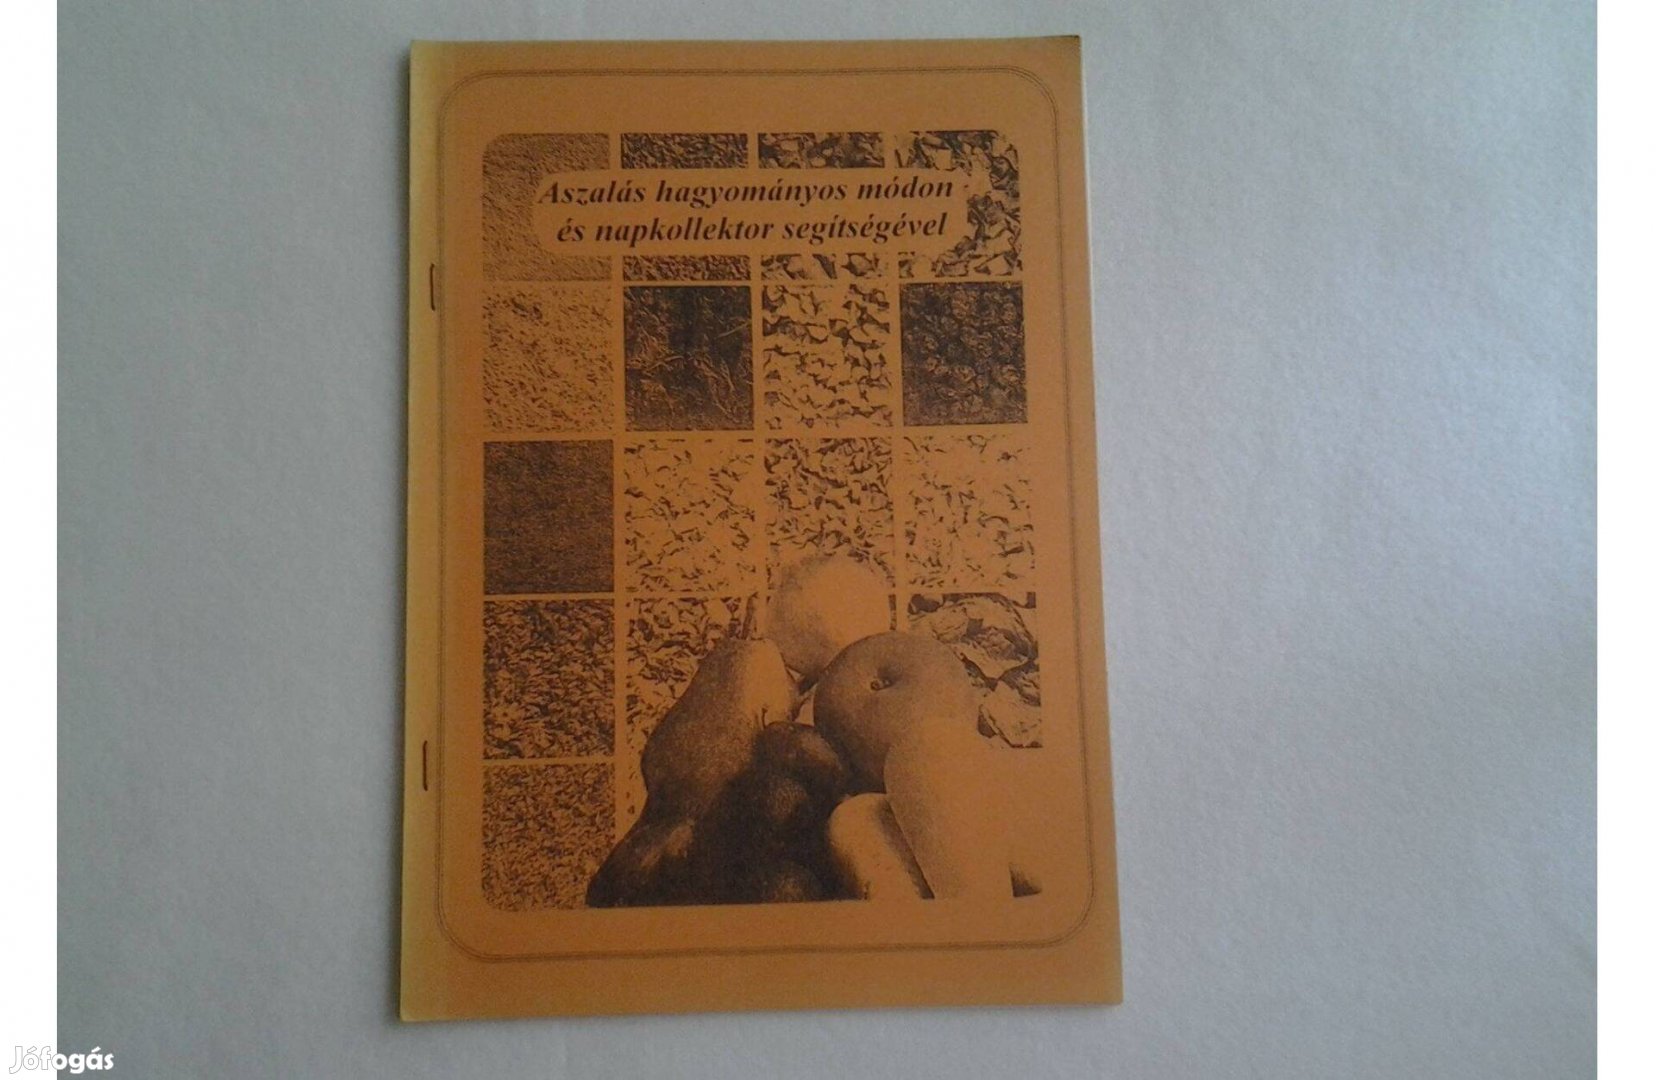 Aszalás hagyományos módon
és napkollektor segítségével
Jófogás